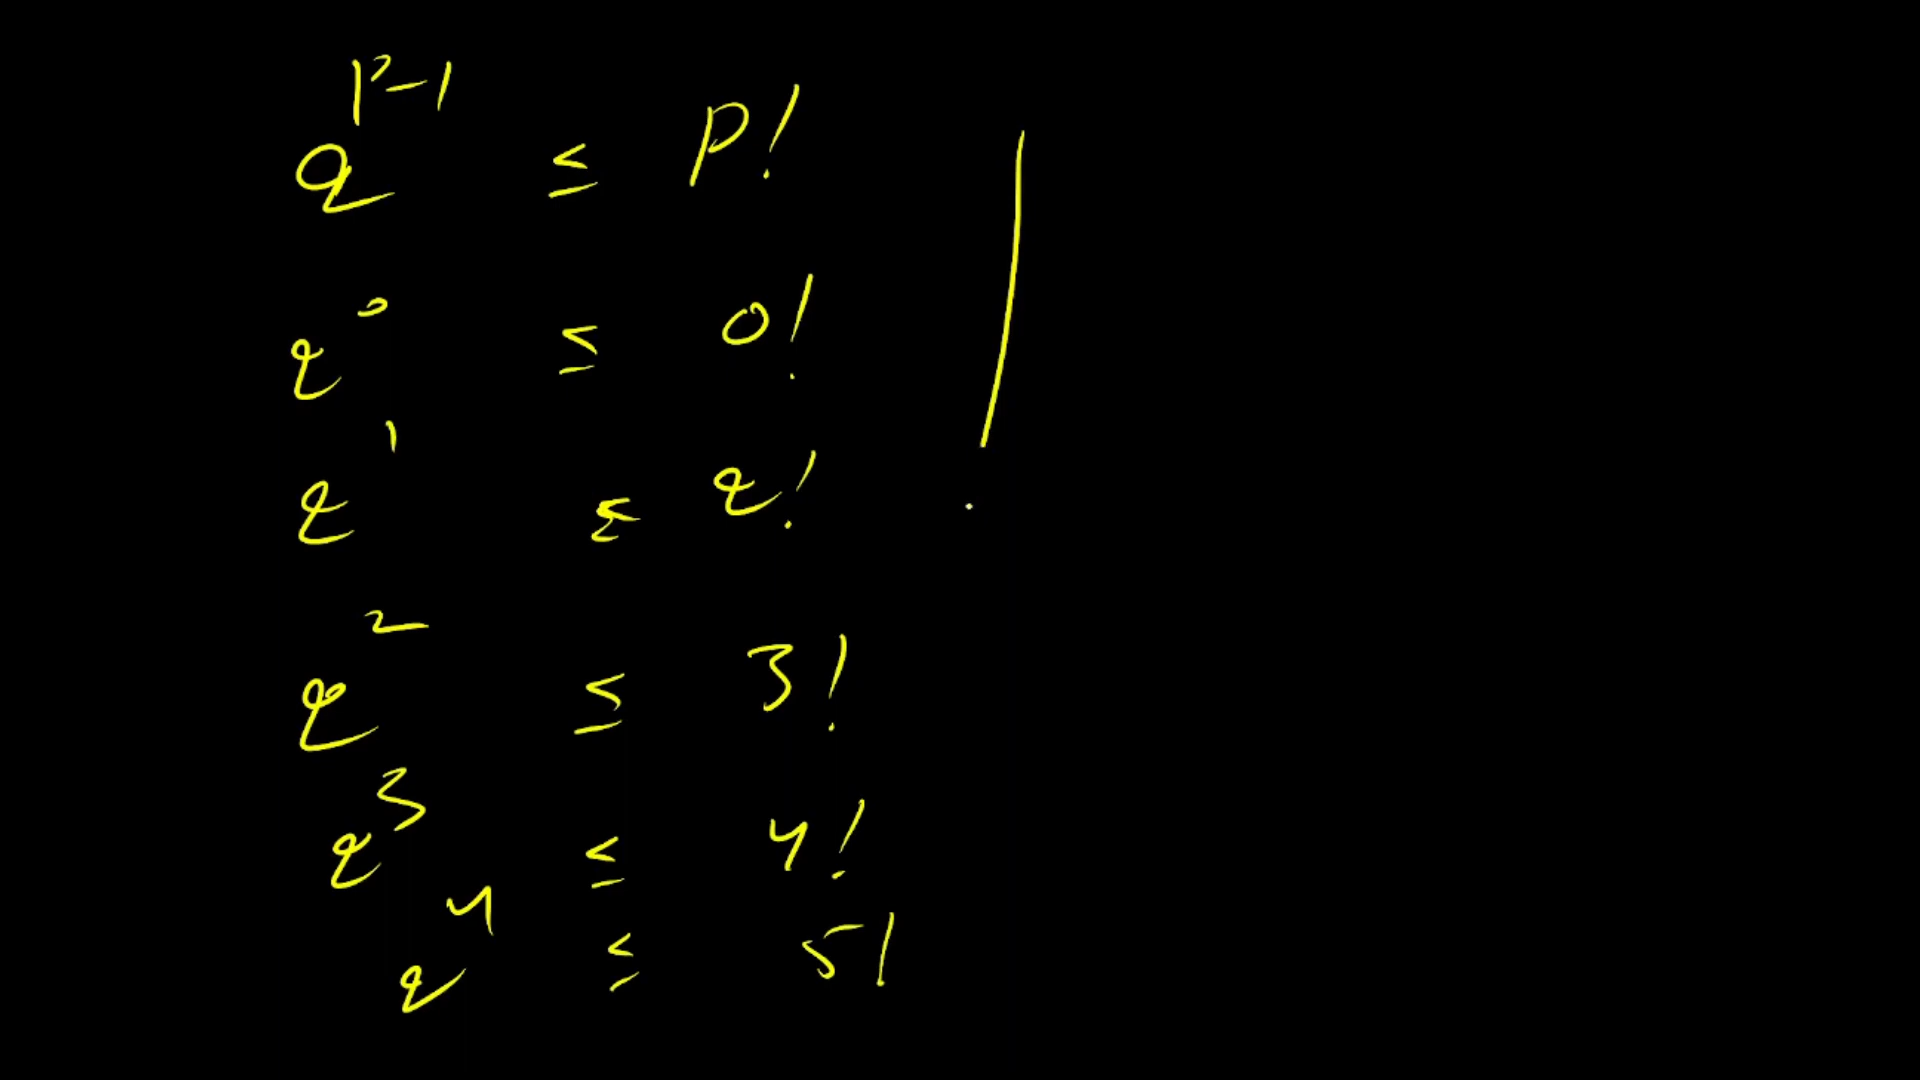 2^{p-1} ≤ p!
2^0 ≤ 0!
2^1 ≤ 2!
2^2 ≤ 3!
2^3 ≤ 4!
2^4 ≤ 5!